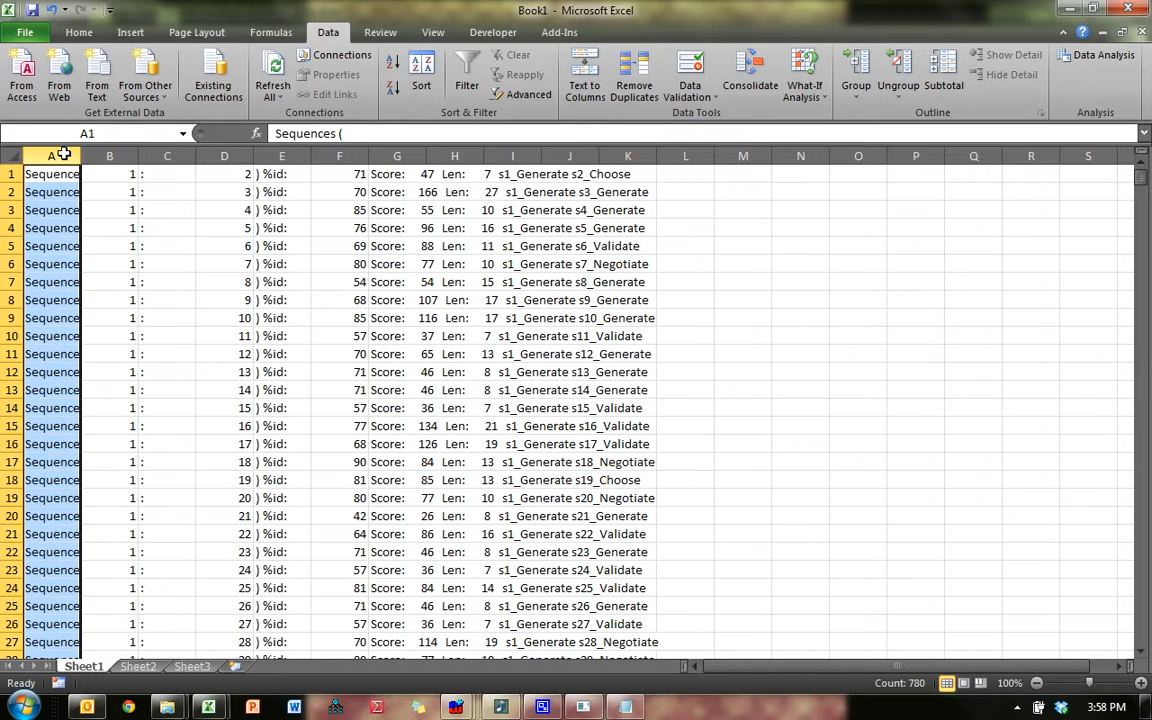 Book1 - Microsoft Excel
File Home Insert Page Layout Formulas Data Review View Developer Add-Ins
From Access
From Web
From Text
From Other Sources
Existing Connections
Get External Data
Refresh All
Connections
Properties
Edit Links
Connections
Sort
Filter
Clear
Reapply
Advanced
Sort & Filter
Text to Columns
Remove Duplicates
Data Validation
Consolidate
What-If Analysis
Data Tools
Group
Ungroup
Subtotal
Show Detail
Hide Detail
Outline
Data Analysis
Analysis
A1 fx Sequences (
A B C D E F G H I J K L M N O P Q R S
1 Sequence 1 : 2 ) %id: 71 Score: 47 Len: 7 s1_Generate s2_Choose
2 Sequence 1 : 3 ) %id: 70 Score: 166 Len: 27 s1_Generate s3_Generate
3 Sequence 1 : 4 ) %id: 85 Score: 55 Len: 10 s1_Generate s4_Generate
4 Sequence 1 : 5 ) %id: 76 Score: 96 Len: 16 s1_Generate s5_Generate
5 Sequence 1 : 6 ) %id: 69 Score: 88 Len: 11 s1_Generate s6_Validate
6 Sequence 1 : 7 ) %id: 80 Score: 77 Len: 10 s1_Generate s7_Negotiate
7 Sequence 1 : 8 ) %id: 54 Score: 54 Len: 15 s1_Generate s8_Generate
8 Sequence 1 : 9 ) %id: 68 Score: 107 Len: 17 s1_Generate s9_Generate
9 Sequence 1 : 10 ) %id: 85 Score: 116 Len: 17 s1_Generate s10_Generate
10 Sequence 1 : 11 ) %id: 57 Score: 37 Len: 7 s1_Generate s11_Validate
11 Sequence 1 : 12 ) %id: 70 Score: 65 Len: 13 s1_Generate s12_Generate
12 Sequence 1 : 13 ) %id: 71 Score: 46 Len: 8 s1_Generate s13_Generate
13 Sequence 1 : 14 ) %id: 71 Score: 46 Len: 8 s1_Generate s14_Generate
14 Sequence 1 : 15 ) %id: 57 Score: 36 Len: 7 s1_Generate s15_Validate
15 Sequence 1 : 16 ) %id: 77 Score: 134 Len: 21 s1_Generate s16_Validate
16 Sequence 1 : 17 ) %id: 68 Score: 126 Len: 19 s1_Generate s17_Validate
17 Sequence 1 : 18 ) %id: 90 Score: 84 Len: 13 s1_Generate s18_Negotiate
18 Sequence 1 : 19 ) %id: 81 Score: 85 Len: 13 s1_Generate s19_Choose
19 Sequence 1 : 20 ) %id: 80 Score: 77 Len: 10 s1_Generate s20_Negotiate
20 Sequence 1 : 21 ) %id: 42 Score: 26 Len: 8 s1_Generate s21_Generate
21 Sequence 1 : 22 ) %id: 64 Score: 86 Len: 16 s1_Generate s22_Validate
22 Sequence 1 : 23 ) %id: 71 Score: 46 Len: 8 s1_Generate s23_Generate
23 Sequence 1 : 24 ) %id: 57 Score: 36 Len: 7 s1_Generate s24_Validate
24 Sequence 1 : 25 ) %id: 81 Score: 84 Len: 14 s1_Generate s25_Validate
25 Sequence 1 : 26 ) %id: 71 Score: 46 Len: 8 s1_Generate s26_Generate
26 Sequence 1 : 27 ) %id: 57 Score: 36 Len: 7 s1_Generate s27_Validate
27 Sequence 1 : 28 ) %id: 70 Score: 114 Len: 19 s1_Generate s28_Negotiate
Sheet1 Sheet2 Sheet3
Ready Count: 780 100%
3:58 PM